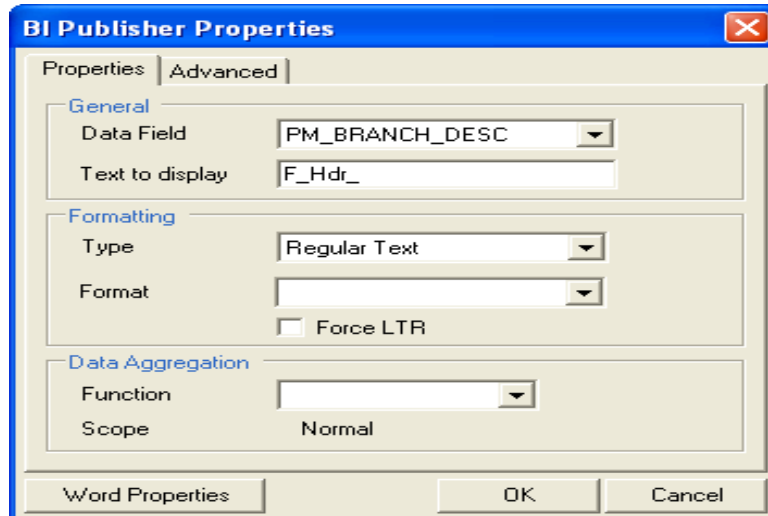 BI Publisher Properties
Properties Advanced
General
Data Field PM_BRANCH_DESC
Text to display F_Hdr_
Formatting
Type Regular Text
Format
Force LTR
Data Aggregation
Function
Scope Normal
Word Properties OK Cancel